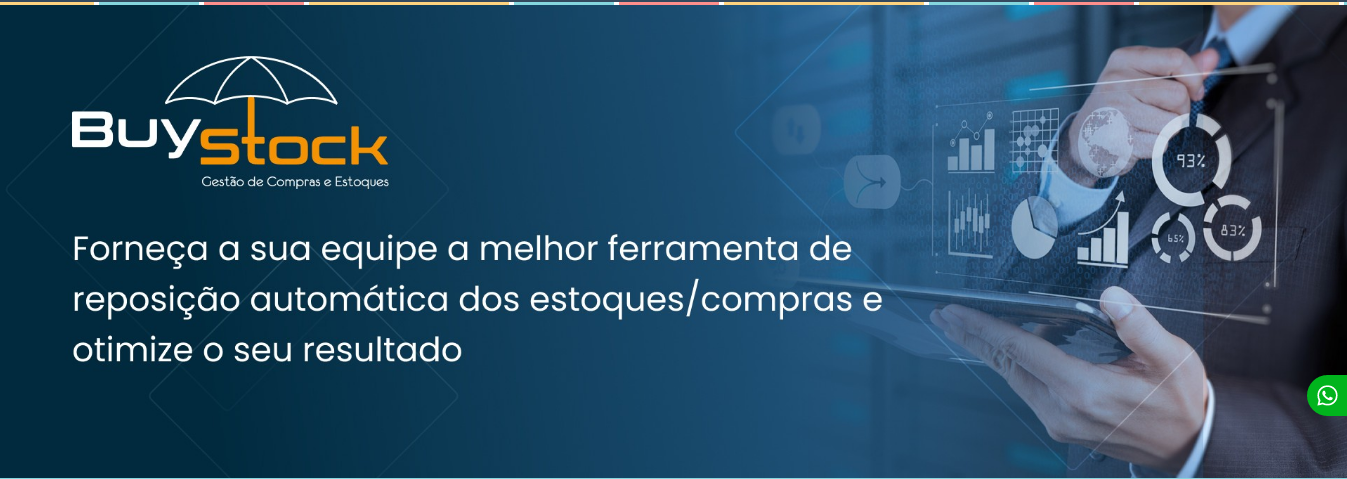 Buystock
Gestão de Compras e Estoques
Forneça a sua equipe a melhor ferramenta de
reposição automática dos estoques/compras e
otimize o seu resultado
93%
65%
83%